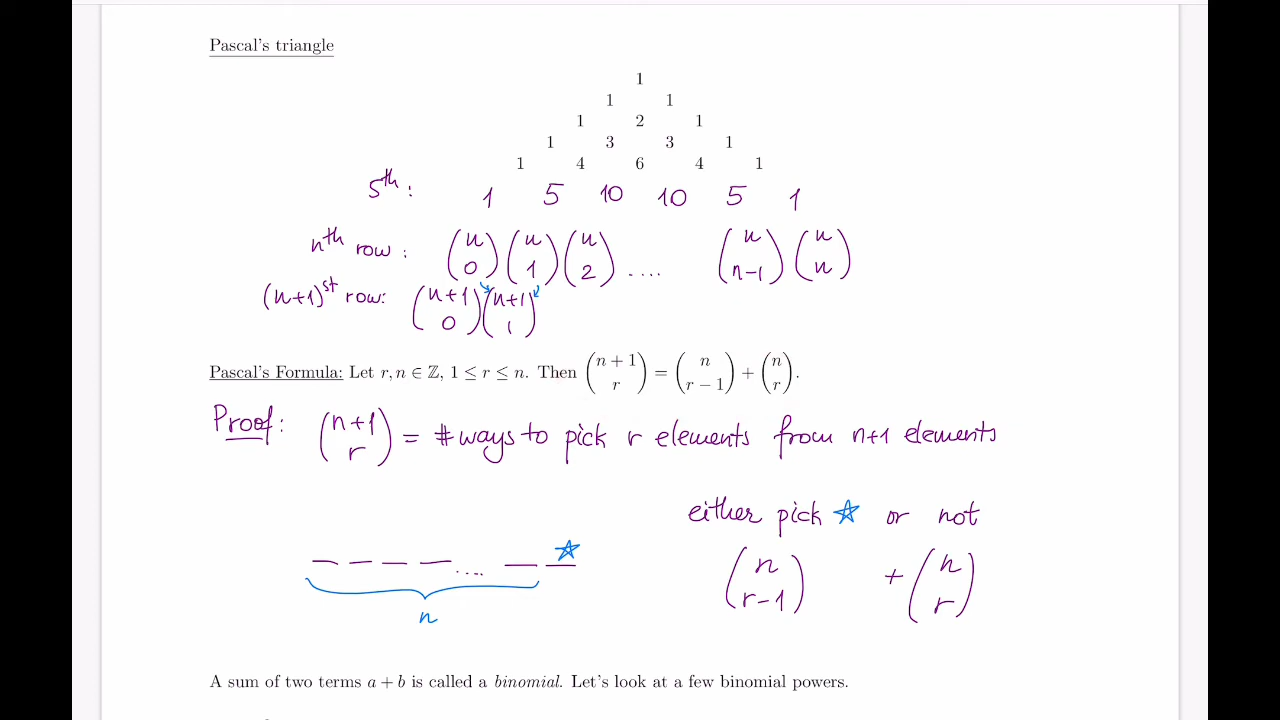 Pascal's triangle
1
1 1
1 2 1
1 3 3 1
1 4 6 4 1
5th: 1 5 10 10 5 1
nth row: (n 0) (n 1) (n 2) .... (n n-1) (n n)
(n+1)st row: (n+1 0) (n+1 1)
Pascal's Formula: Let r, n ∈ ℤ, 1 ≤ r ≤ n. Then (n + 1 r) = (n r − 1) + (n r).
Proof: (n+1 r) = # ways to pick r elements from n+1 elements
either pick ☆ or not
_ _ _ _ .... _ ☆
(n r-1) + (n r)
n
A sum of two terms a + b is called a binomial. Let's look at a few binomial powers.